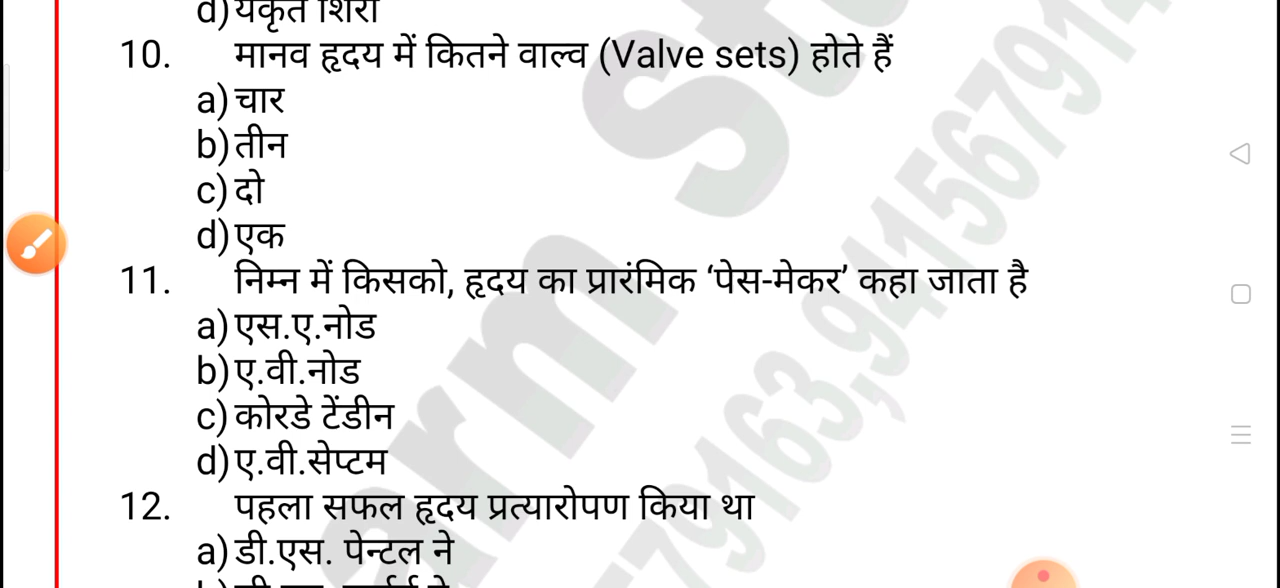 d)यकृत शिरा
10. मानव हृदय में कितने वाल्व (Valve sets) होते हैं
a)चार
b)तीन
c)दो
d)एक
11. निम्न में किसको, हृदय का प्रारंमिक ‘पेस-मेकर’ कहा जाता है
a)एस.ए.नोड
b)ए.वी.नोड
c)कोरडे टेंडीन
d)ए.वी.सेप्टम
12. पहला सफल हृदय प्रत्यारोपण किया था
a)डी.एस. पेन्टल ने